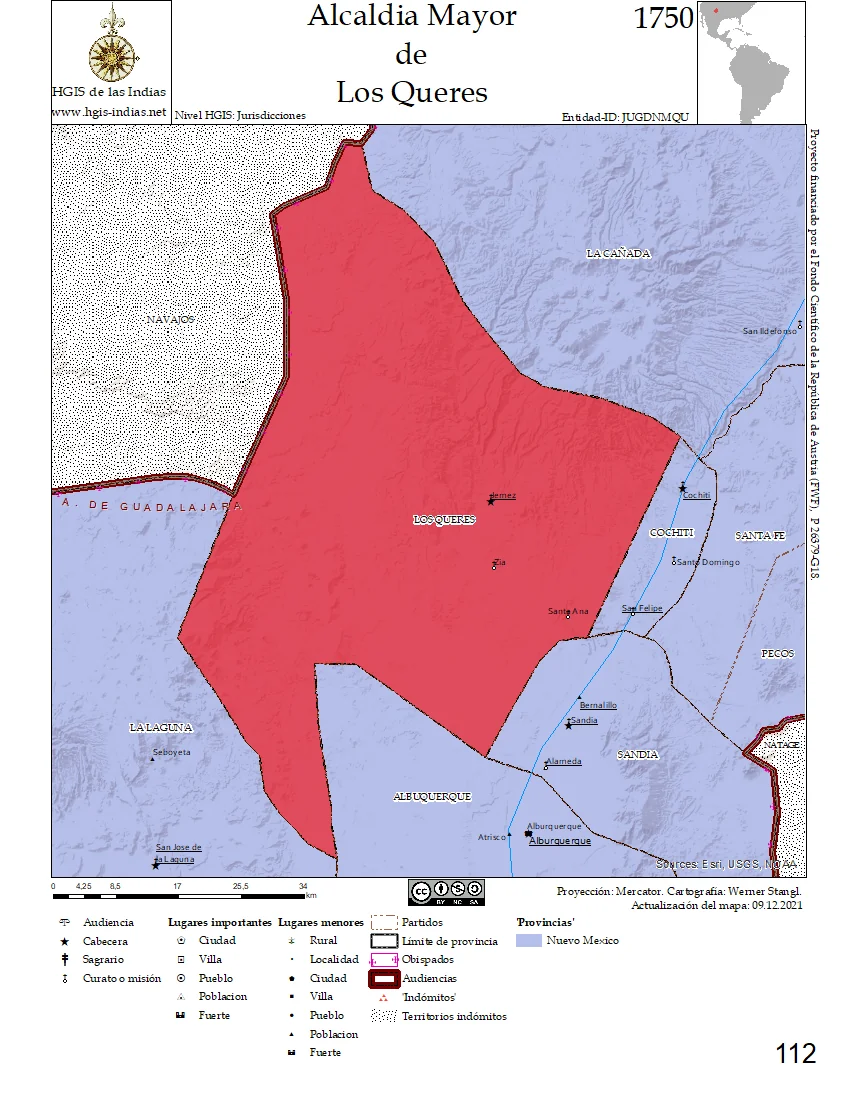 Alcaldia Mayor
de
Los Queres
1750
HGIS de las Indias
www.hgis-indias.net
Nivel HGIS: Jurisdicciones
Entidad-ID: JUGDNMQU
Proyecto financiado por el Fondo Científico de la República de Austria (FWF), P 26379-G18.
LA CAÑADA
NAVAJOS
San Ildefonso
A. DE GUADALAJARA
Jemez
Cochiti
LOS QUERES
COCHITI
SANTA FE
Zia
Santo Domingo
Santa Ana
San Felipe
PECOS
Bernalillo
Sandia
LA LAGUNA
Seboyeta
SANDIA
NATAGE
Alameda
ALBUQUERQUE
Atrisco
Alburquerque
Alburquerque
San Jose de
la Laguna
Sources: Esri, USGS, NOAA
0 4,25 8,5 17 25,5 34
km
CC BY NC SA
Proyección: Mercator. Cartografía: Werner Stangl.
Actualización del mapa: 09.12.2021
Audiencia
Cabecera
Sagrario
Curato o misión
Lugares importantes
Ciudad
Villa
Pueblo
Poblacion
Fuerte
Lugares menores
Rural
Localidad
Ciudad
Villa
Pueblo
Poblacion
Fuerte
Partidos
Límite de provincia
Obispados
Audiencias
'Indómitos'
Territorios indómitos
'Provincias'
Nuevo Mexico
112